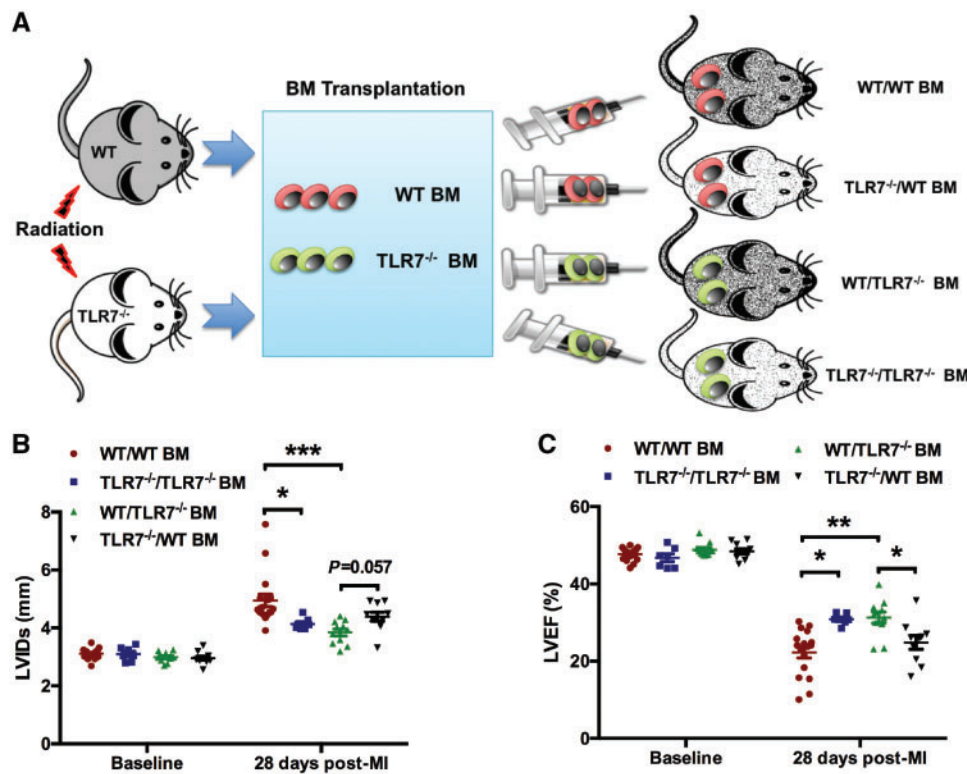 A
BM Transplantation
WT
Radiation
TLR7-/-
WT BM
TLR7-/- BM
WT/WT BM
TLR7-/-/WT BM
WT/TLR7-/- BM
TLR7-/-/TLR7-/- BM
B
WT/WT BM
TLR7-/-/TLR7-/- BM
WT/TLR7-/- BM
TLR7-/-/WT BM
***
*
P=0.057
LVIDs (mm)
8
6
4
2
0
Baseline
28 days post-MI
C
WT/WT BM
TLR7-/-/TLR7-/- BM
WT/TLR7-/- BM
TLR7-/-/WT BM
**
*
*
LVEF (%)
60
40
20
0
Baseline
28 days post-MI